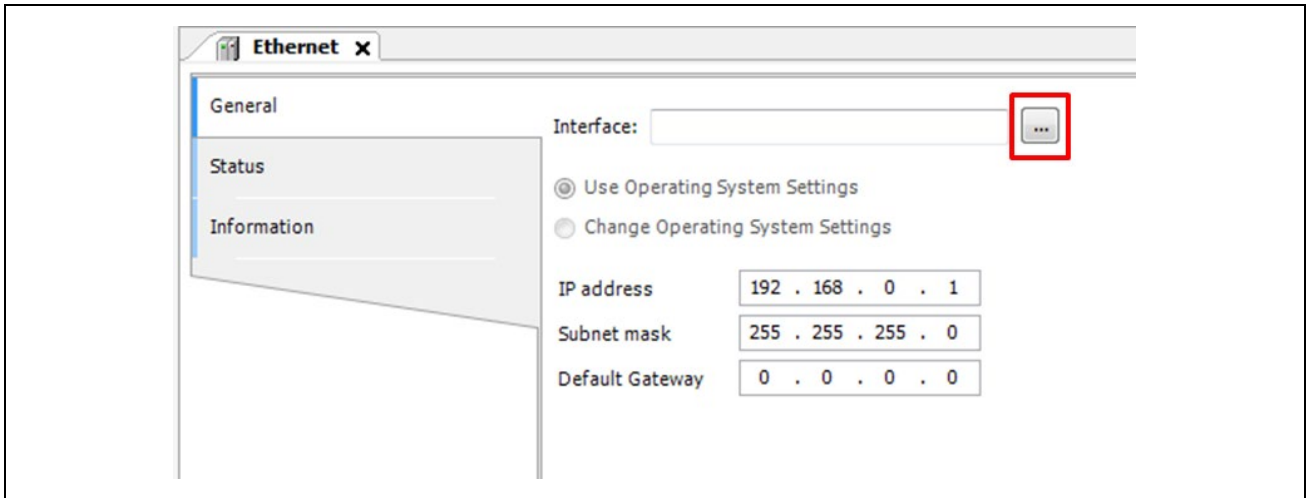 Ethernet x
General
Interface: ...
Status
Use Operating System Settings
Information
Change Operating System Settings
IP address 192 . 168 . 0 . 1
Subnet mask 255 . 255 . 255 . 0
Default Gateway 0 . 0 . 0 . 0